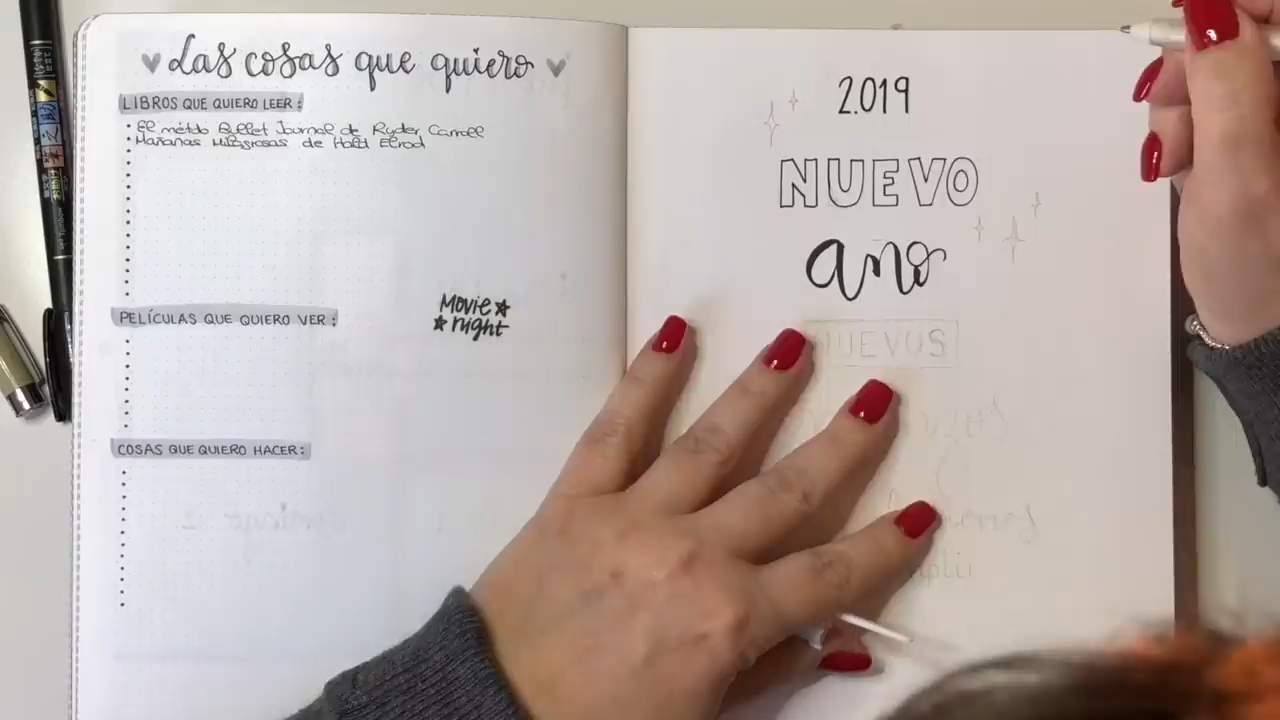 Las cosas que quiero
LIBROS QUE QUIERO LEER:
El métdo Bullet Journal de Ryder Carroll
Mañanas Milagrosas de Hald Elrod
PELÍCULAS QUE QUIERO VER:
Movie
night
COSAS QUE QUIERO HACER:
2.019
NUEVO
año
NUEVOS